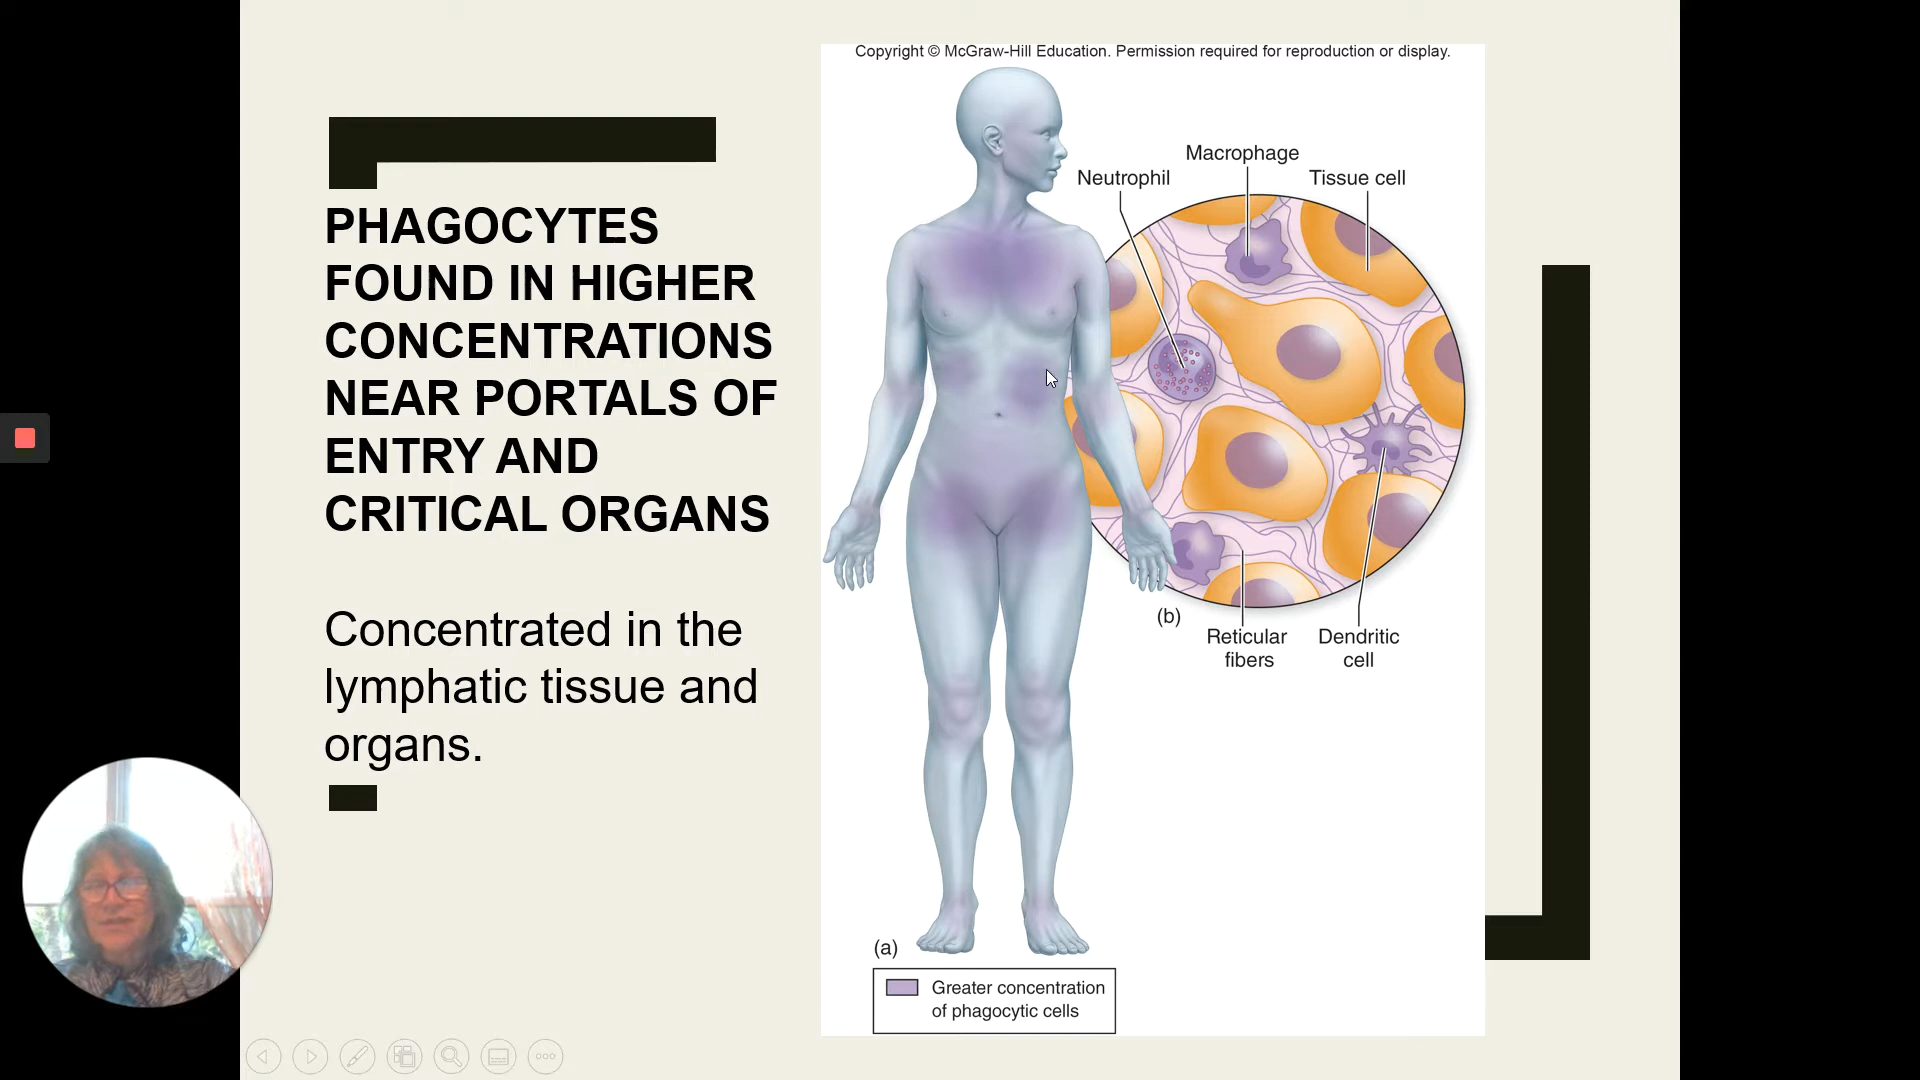 Copyright © McGraw-Hill Education. Permission required for reproduction or display.
PHAGOCYTES
FOUND IN HIGHER
CONCENTRATIONS
NEAR PORTALS OF
ENTRY AND
CRITICAL ORGANS
Concentrated in the
lymphatic tissue and
organs.
Macrophage
Neutrophil
Tissue cell
(b)
Reticular
fibers
Dendritic
cell
(a)
Greater concentration
of phagocytic cells